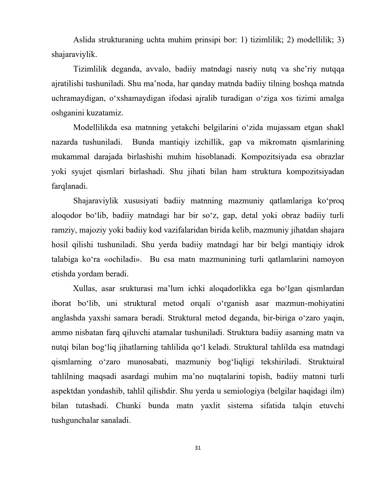 Aslida strukturaning uchta muhim prinsipi bor: 1) tizimlilik; 2) modellilik; 3)
shajaraviylik.
Tizimlilik deganda, avvalo, badiiy matndagi nasriy nutq va she’riy nutqqa
ajratilishi tushuniladi. Shu ma’noda, har qanday matnda badiiy tilning boshqa matnda
uchramaydigan, o‘xshamaydigan ifodasi ajralib turadigan o‘ziga xos tizimi amalga
oshganini kuzatamiz.
Modellilikda esa matnning yetakchi belgilarini o‘zida mujassam etgan shakl
nazarda tushuniladi. Bunda mantiqiy izchillik, gap va mikromatn qismlarining
mukammal darajada birlashishi muhim hisoblanadi. Kompozitsiyada esa obrazlar
yoki syujet qismlari birlashadi. Shu jihati bilan ham struktura kompozitsiyadan
farqlanadi.
Shajaraviylik xususiyati badiiy matnning mazmuniy qatlamlariga ko‘proq
aloqodor bo‘lib, badiiy matndagi har bir so‘z, gap, detal yoki obraz badiiy turli
ramziy, majoziy yoki badiiy kod vazifalaridan birida kelib, mazmuniy jihatdan shajara
hosil qilishi tushuniladi. Shu yerda badiiy matndagi har bir belgi mantiqiy idrok
talabiga ko‘ra «ochiladi». Bu esa matn mazmunining turli qatlamlarini namoyon
etishda yordam beradi.
Xullas, asar srukturasi ma’lum ichki aloqadorlikka ega bo‘lgan qismlardan
iborat bo‘lib, uni struktural metod orqali o‘rganish asar mazmun-mohiyatini
anglashda yaxshi samara beradi. Struktural metod deganda, bir-biriga o‘zaro yaqin,
ammo nisbatan farq qiluvchi atamalar tushuniladi. Struktura badiiy asarning matn va
nutqi bilan bog‘liq jihatlarning tahlilida qo‘l keladi. Struktural tahlilda esa matndagi
qismlarning o‘zaro munosabati, mazmuniy bog‘liqligi tekshiriladi. Struktuiral
tahlilning maqsadi asardagi muhim ma’no nuqtalarini topish, badiiy matnni turli
aspektdan yondashib, tahlil qilishdir. Shu yerda u semiologiya (belgilar haqidagi ilm)
bilan tutashadi. Chunki bunda matn yaxlit sistema sifatida talqin etuvchi
tushgunchalar sanaladi.
31